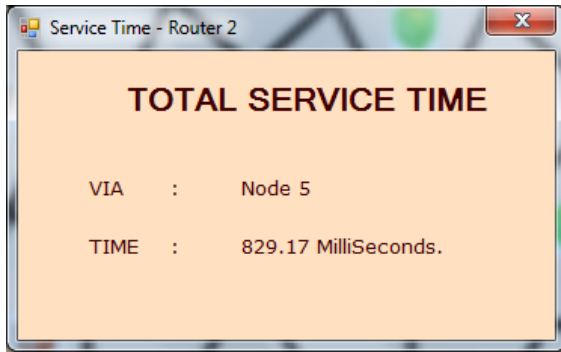 Service Time - Router 2
TOTAL SERVICE TIME
VIA : Node 5
TIME : 829.17 MilliSeconds.